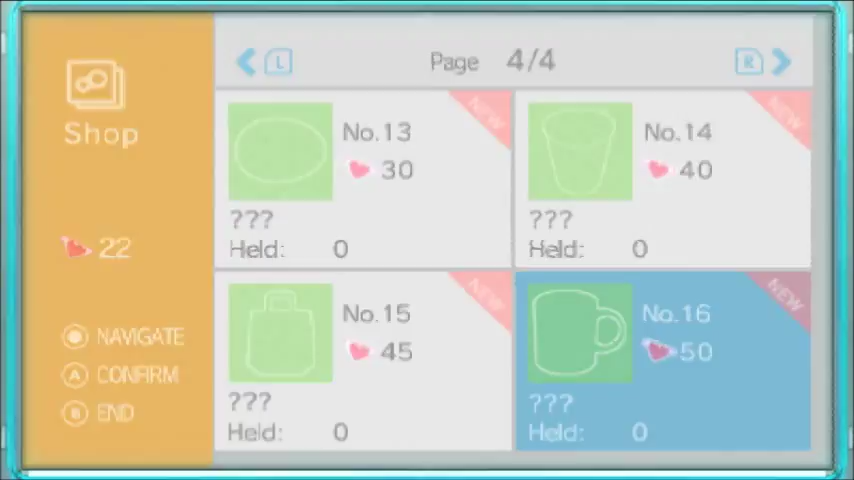 L
Page 4/4
R
Shop
22
NAVIGATE
A CONFIRM
B END
No.13
30
???
Held: 0
NEW
No.14
40
???
Held: 0
NEW
No.15
45
???
Held: 0
NEW
No.16
50
???
Held: 0
NEW